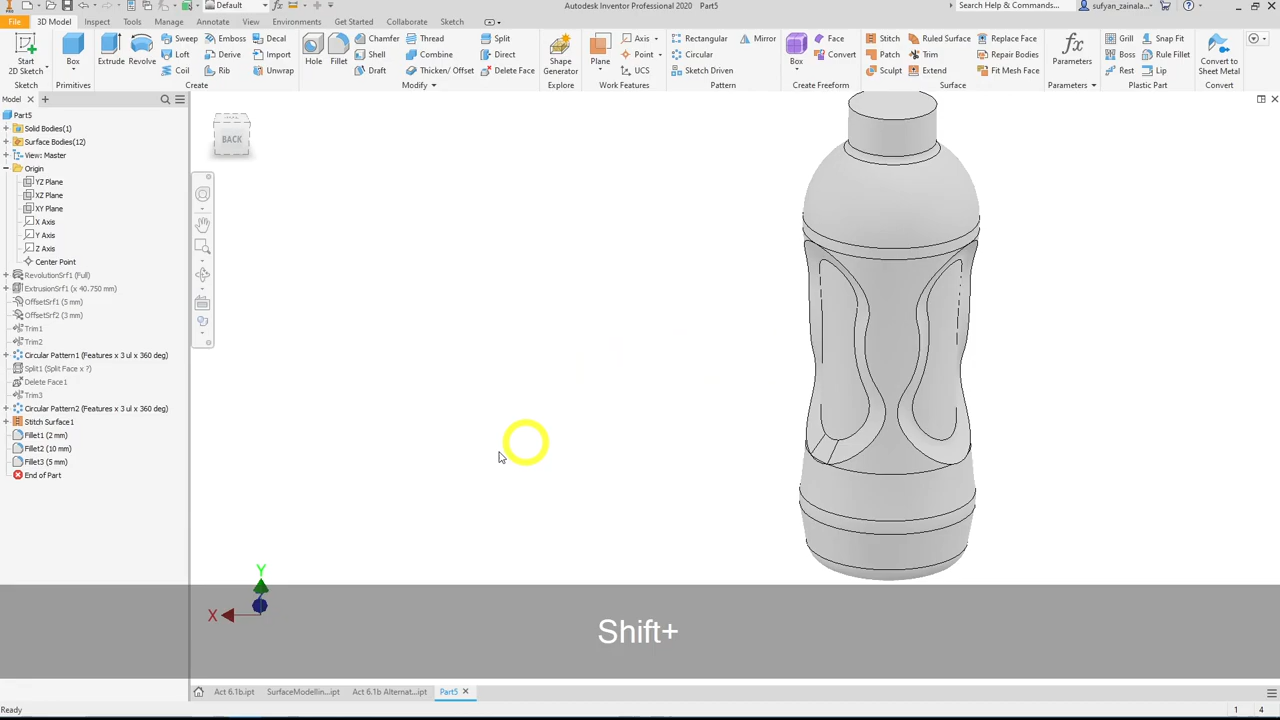 Default
Autodesk Inventor Professional 2020 Part5
Search Help & Commands...
sufyan_zainala...
File 3D Model Inspect Tools Manage Annotate View Environments Get Started Collaborate Sketch
Start
2D Sketch
Sketch
Box
Primitives
Extrude
Revolve
Sweep
Loft
Coil
Emboss
Derive
Rib
Decal
Import
Unwrap
Create
Hole
Fillet
Chamfer
Shell
Draft
Thread
Combine
Thicken/ Offset
Split
Direct
Delete Face
Modify
Shape
Generator
Explore
Plane
Axis
Point
UCS
Work Features
Rectangular
Circular
Sketch Driven
Mirror
Pattern
Box
Face
Convert
Create Freeform
Stitch
Patch
Sculpt
Ruled Surface
Trim
Extend
Replace Face
Repair Bodies
Fit Mesh Face
Surface
Parameters
Parameters
Grill
Boss
Rest
Snap Fit
Rule Fillet
Lip
Plastic Part
Convert to
Sheet Metal
Convert
Model
Part5
Solid Bodies(1)
Surface Bodies(12)
View: Master
Origin
YZ Plane
XZ Plane
XY Plane
X Axis
Y Axis
Z Axis
Center Point
RevolutionSrf1 (Full)
ExtrusionSrf1 (x 40.750 mm)
OffsetSrf1 (5 mm)
OffsetSrf2 (3 mm)
Trim1
Trim2
Circular Pattern1 (Features x 3 ul x 360 deg)
Split1 (Split Face x ?)
Delete Face1
Trim3
Circular Pattern2 (Features x 3 ul x 360 deg)
Stitch Surface1
Fillet1 (2 mm)
Fillet2 (10 mm)
Fillet3 (5 mm)
End of Part
BACK
Y
X
Shift+
Act 6.1b.ipt SurfaceModellin...ipt Act 6.1b Alternat...ipt Part5
Ready
1 4